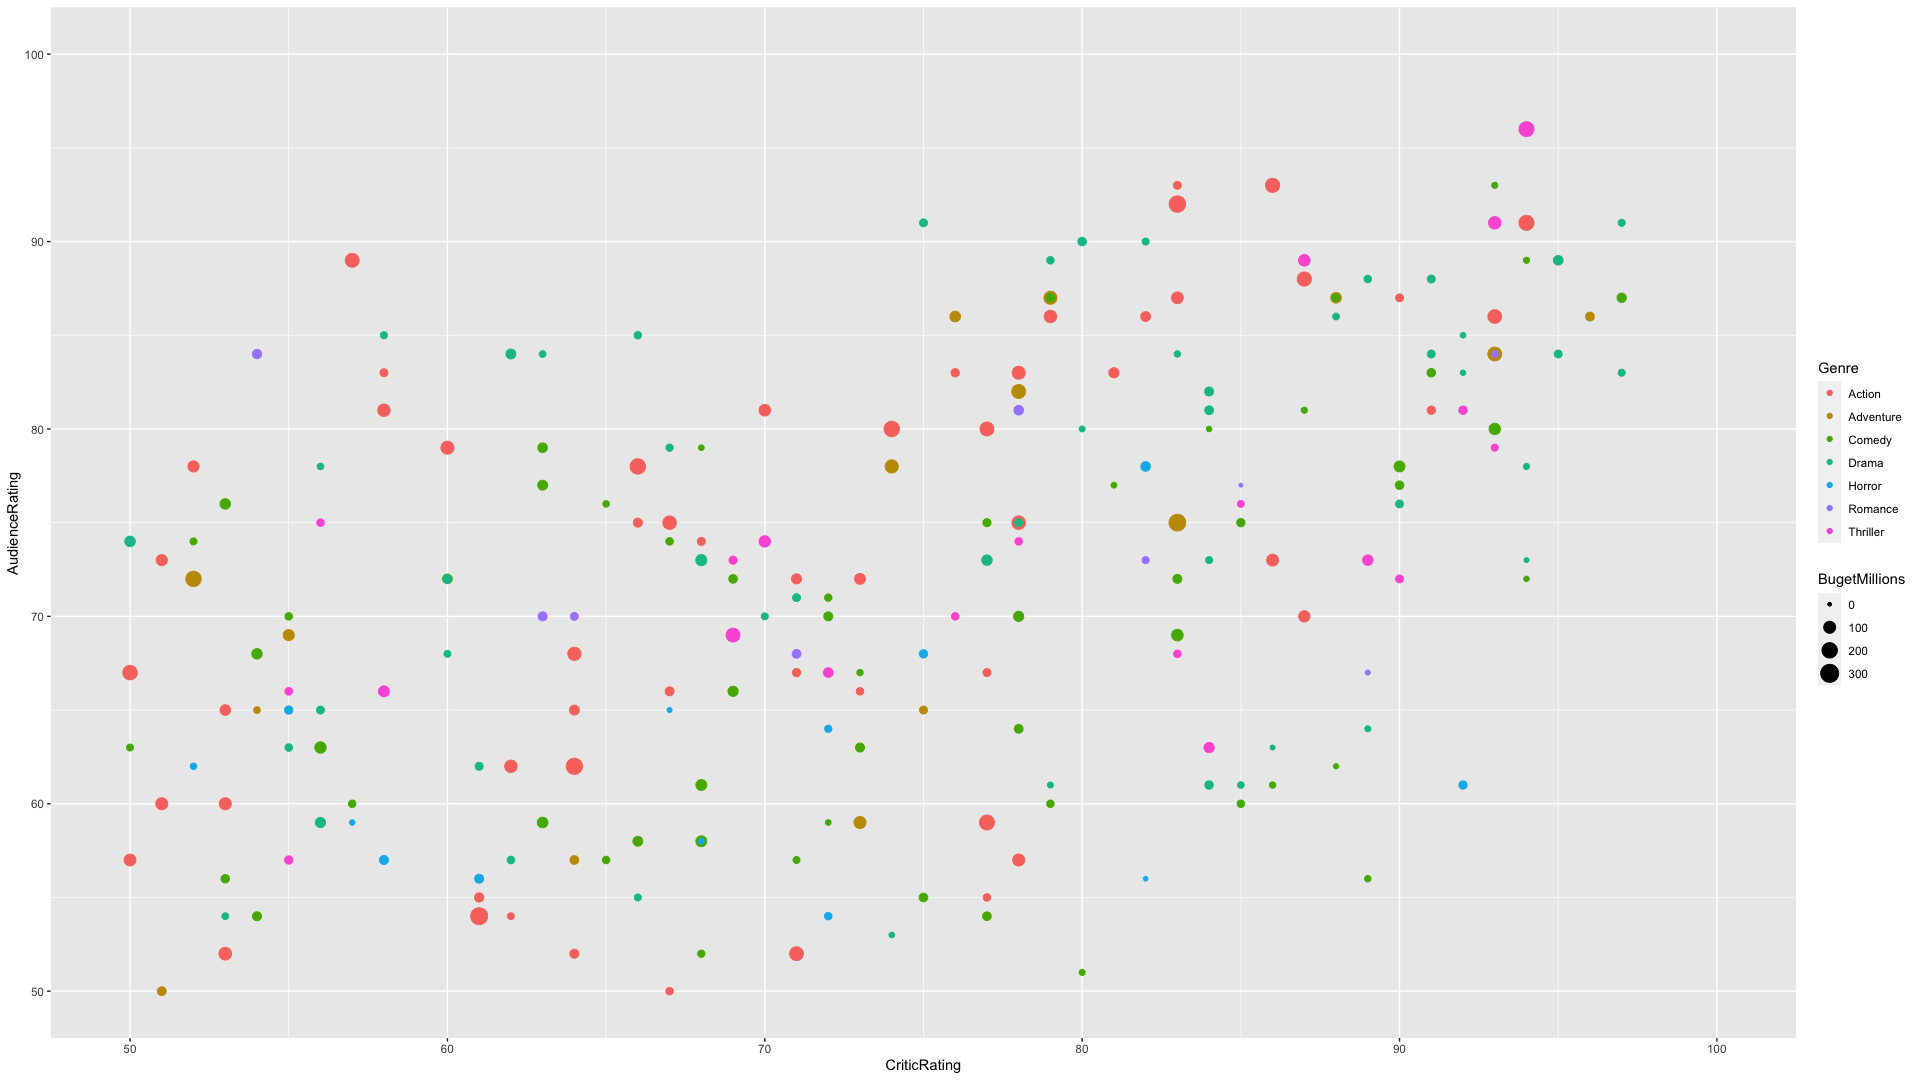 100
90
80
70
60
50
AudienceRating
50 60 70 80 90 100
CriticRating
Genre
Action
Adventure
Comedy
Drama
Horror
Romance
Thriller
BugetMillions
0
100
200
300